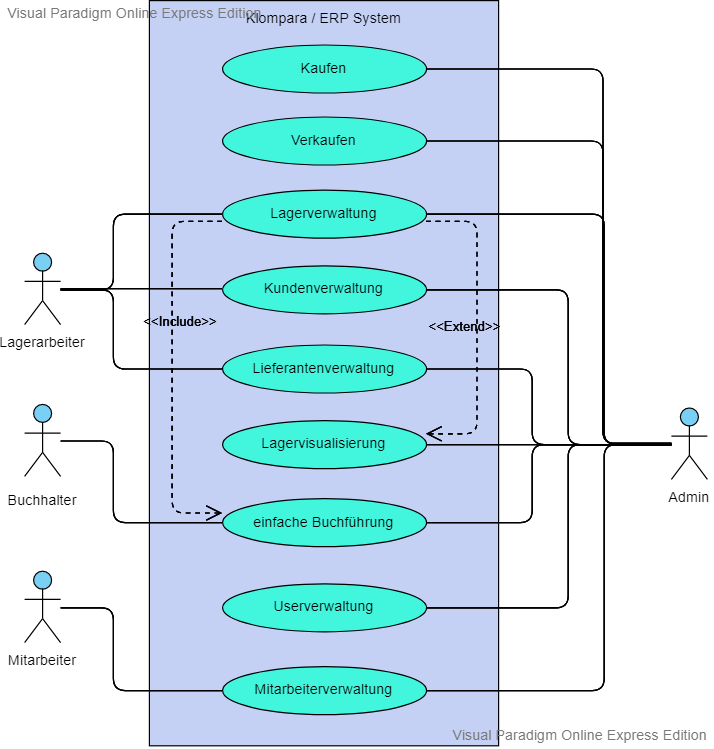 Visual Paradigm Online Express Edition
Klompara / ERP System
Kaufen
Verkaufen
Lagerverwaltung
Kundenverwaltung
<<Include>>
<<Extend>>
Lagerarbeiter
Lieferantenverwaltung
Lagervisualisierung
Buchhalter
Admin
einfache Buchführung
Userverwaltung
Mitarbeiter
Mitarbeiterverwaltung
Visual Paradigm Online Express Edition